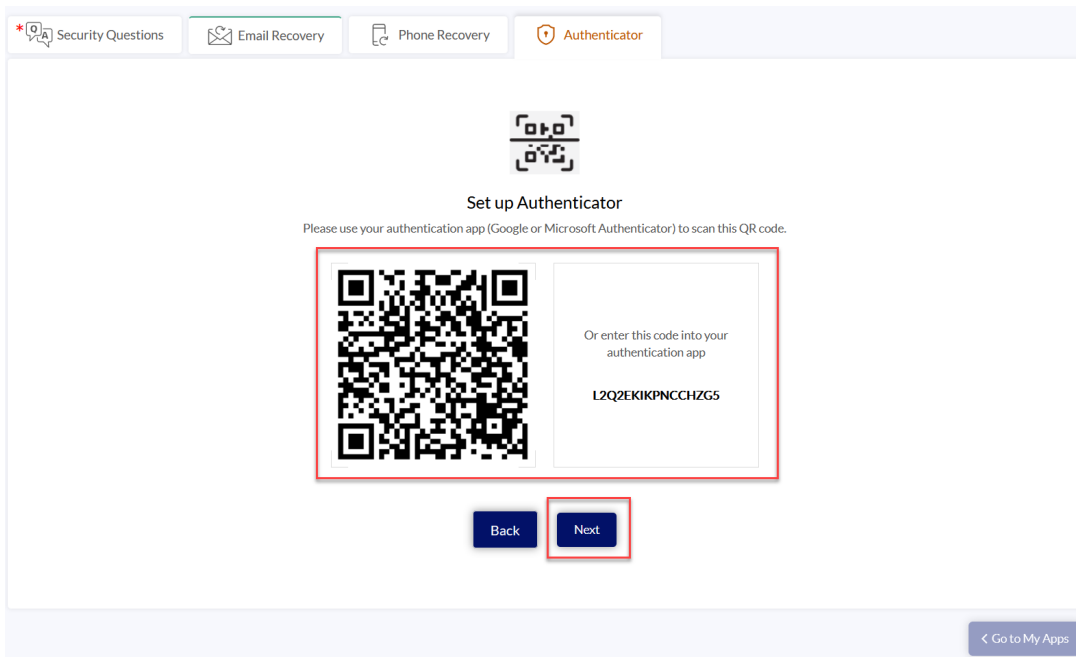 * Security Questions
Email Recovery
Phone Recovery
Authenticator
Set up Authenticator
Please use your authentication app (Google or Microsoft Authenticator) to scan this QR code.
Or enter this code into your
authentication app
L2Q2EKIKPNCCHZG5
Back
Next
< Go to My Apps